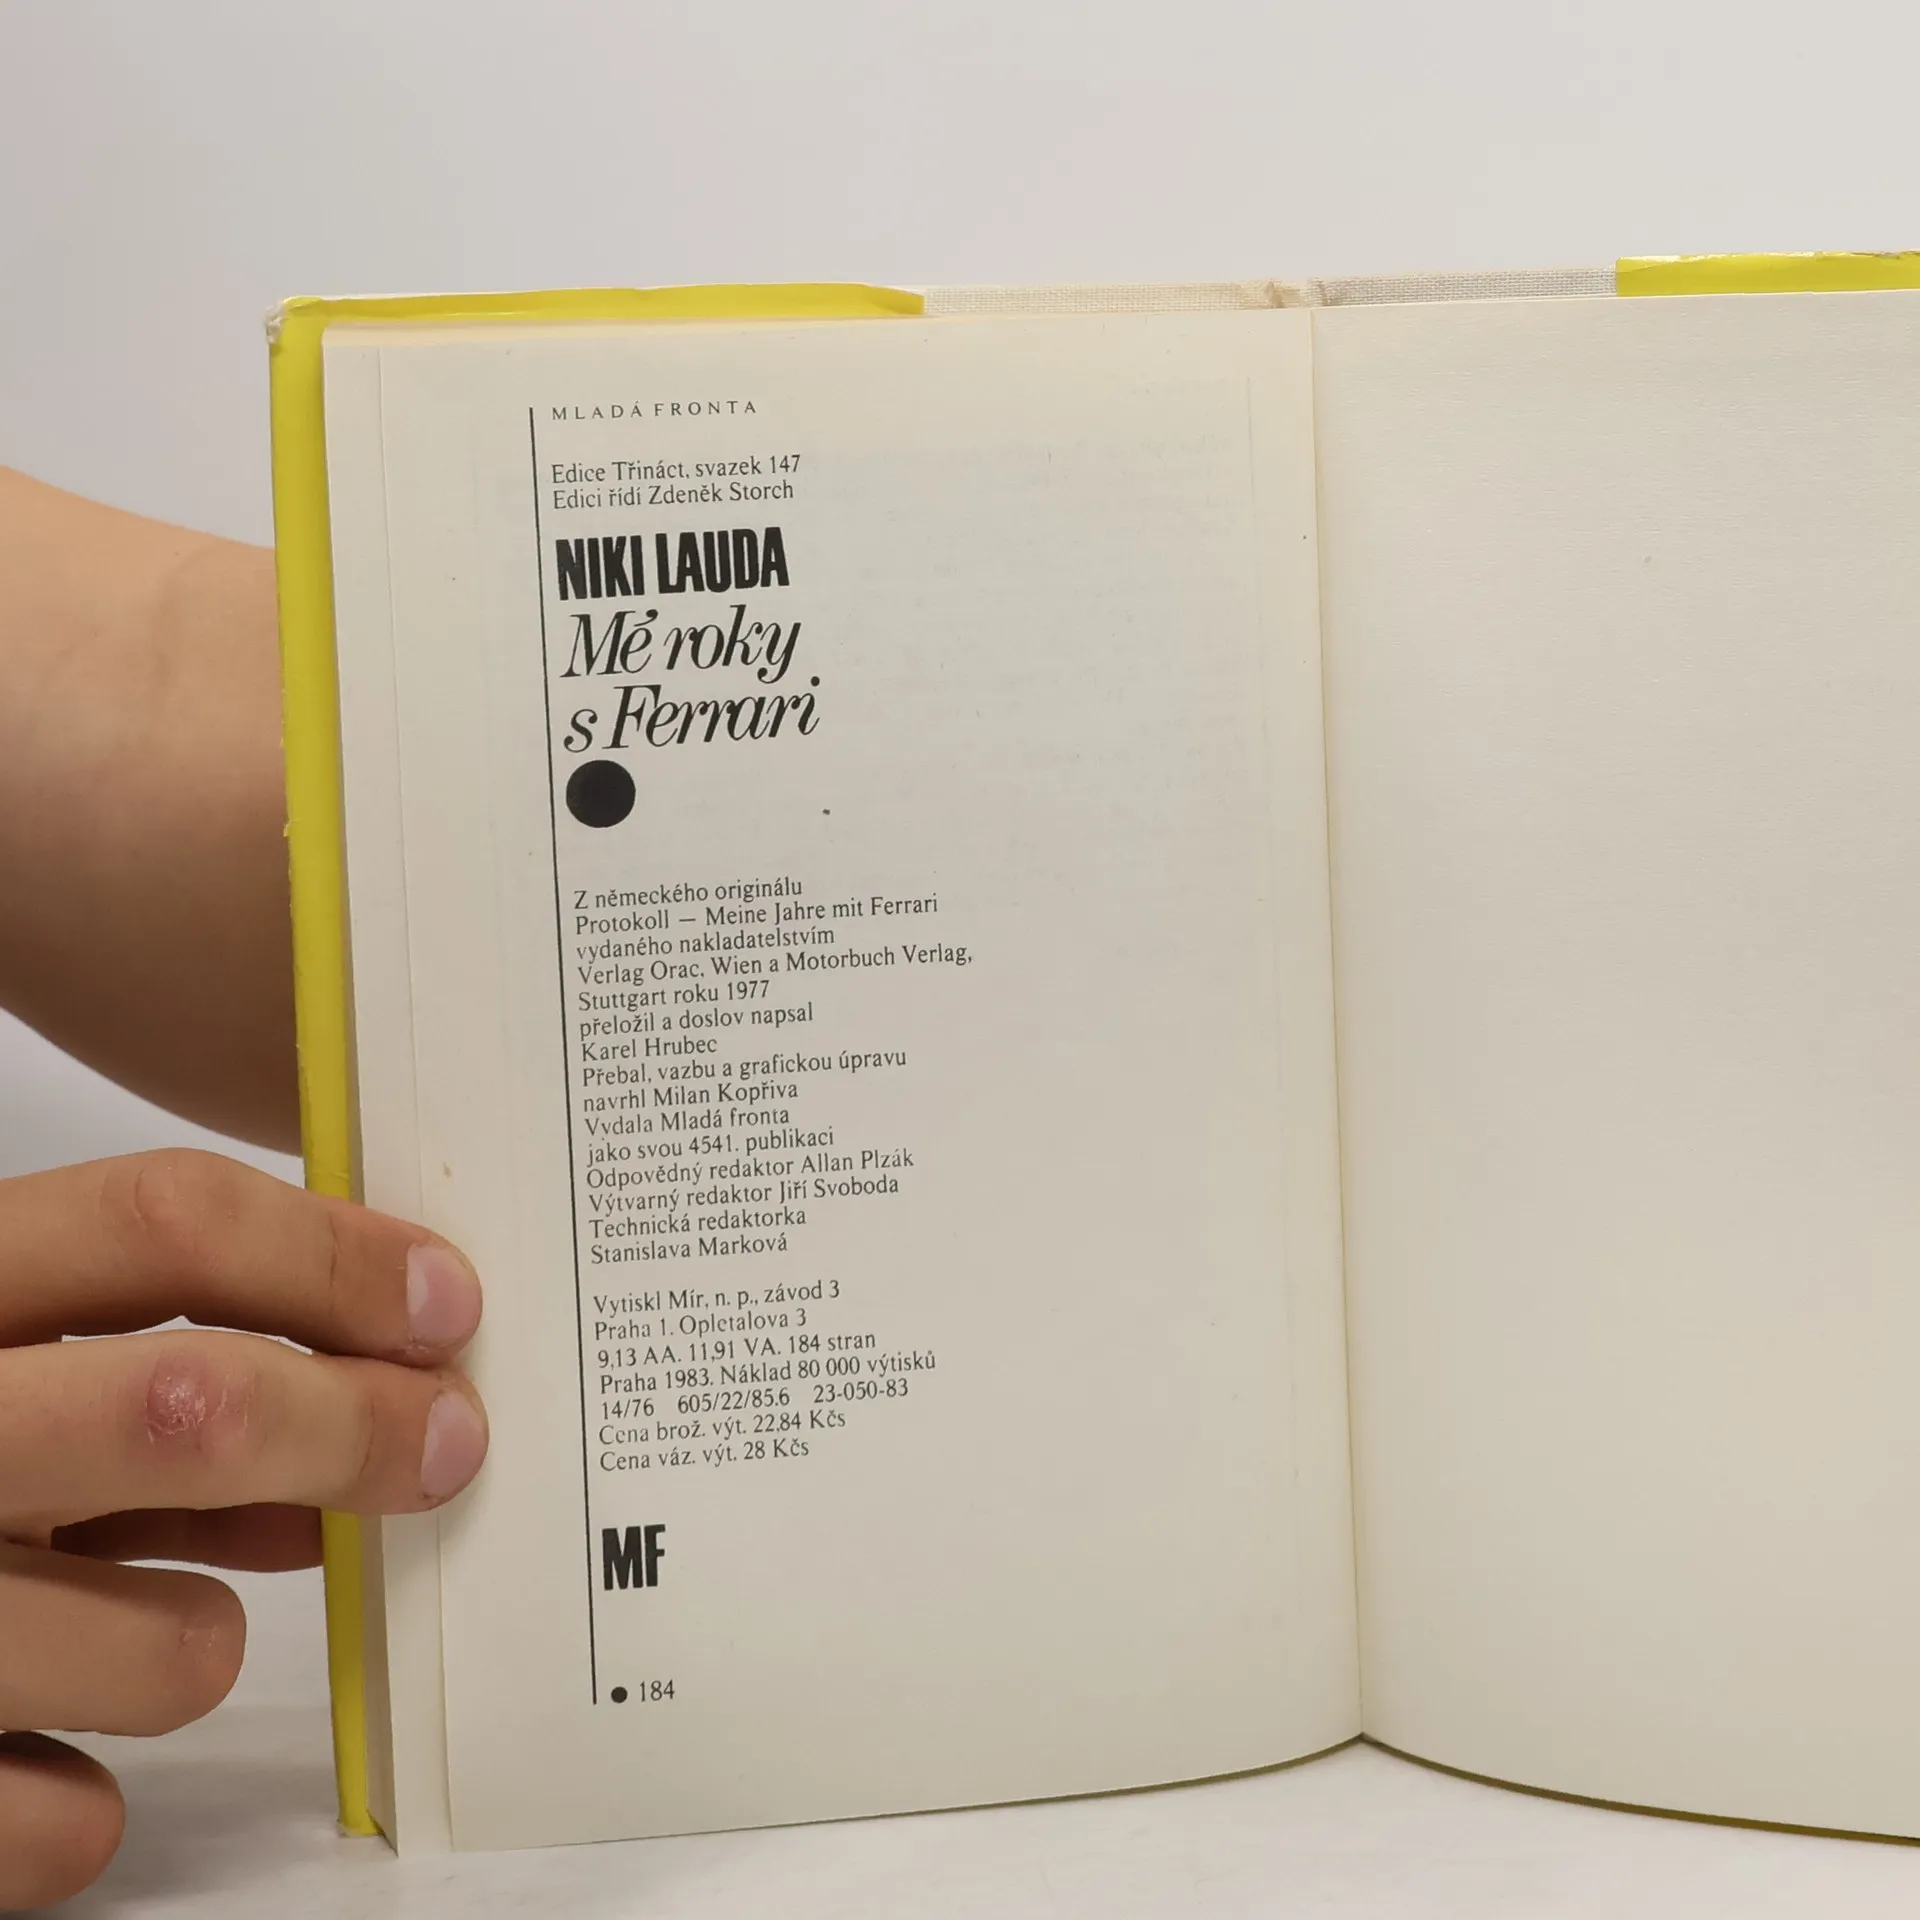 MLADÁ FRONTA
Edice Třináct, svazek 147
Edici řídí Zdeněk Storch
NIKI LAUDA
Mé roky
s Ferrari
Z německého originálu
Protokoll — Meine Jahre mit Ferrari
vydaného nakladatelstvím
Verlag Orac, Wien a Motorbuch Verlag,
Stuttgart roku 1977
přeložil a doslov napsal
Karel Hrubec
Přebal, vazbu a grafickou úpravu
navrhl Milan Kopřiva
Vydala Mladá fronta
jako svou 4541. publikaci
Odpovědný redaktor Allan Plzák
Výtvarný redaktor Jiří Svoboda
Technická redaktorka
Stanislava Marková
Vytiskl Mír, n. p., závod 3
Praha 1. Opletalova 3
9,13 AA. 11,91 VA. 184 stran
Praha 1983. Náklad 80 000 výtisků
14/76 605/22/85.6 23-050-83
Cena brož. výt. 22,84 Kčs
Cena váz. výt. 28 Kčs
MF
● 184